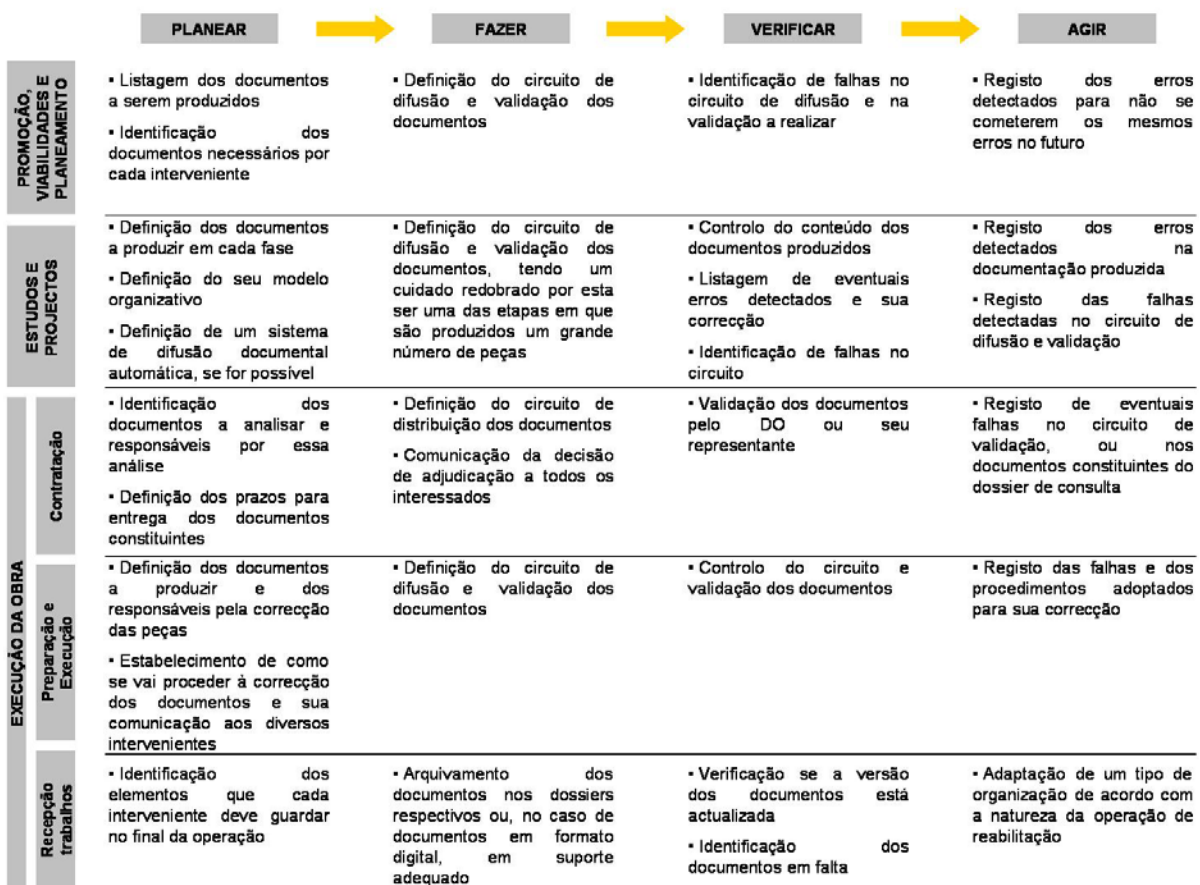 PLANEAR
FAZER
VERIFICAR
AGIR
PROMOÇÃO,
VIABILIDADES E
PLANEAMENTO
▪ Listagem dos documentos
a serem produzidos
▪ Identificação dos
documentos necessários por
cada interveniente
▪ Definição do circuito de
difusão e validação dos
documentos
▪ Identificação de falhas no
circuito de difusão e na
validação a realizar
▪ Registo dos erros
detectados para não se
cometerem os mesmos
erros no futuro
ESTUDOS E
PROJECTOS
▪ Definição dos documentos
a produzir em cada fase
▪ Definição do seu modelo
organizativo
▪ Definição de um sistema
de difusão documental
automática, se for possível
▪ Definição do circuito de
difusão e validação dos
documentos, tendo um
cuidado redobrado por esta
ser uma das etapas em que
são produzidos um grande
número de peças
▪ Controlo do conteúdo dos
documentos produzidos
▪ Listagem de eventuais
erros detectados e sua
correcção
▪ Identificação de falhas no
circuito
▪ Registo dos erros
detectados na
documentação produzida
▪ Registo das falhas
detectadas no circuito de
difusão e validação
EXECUÇÃO DA OBRA
Contratação
▪ Identificação dos
documentos a analisar e
responsáveis por essa
análise
▪ Definição dos prazos para
entrega dos documentos
constituintes
▪ Definição do circuito de
distribuição dos documentos
▪ Comunicação da decisão
de adjudicação a todos os
interessados
▪ Validação dos documentos
pelo DO ou seu
representante
▪ Registo de eventuais
falhas no circuito de
validação, ou nos
documentos constituintes do
dossier de consulta
Preparação e
Execução
▪ Definição dos documentos
a produzir e dos
responsáveis pela correcção
das peças
▪ Estabelecimento de como
se vai proceder à correcção
dos documentos e sua
comunicação aos diversos
intervenientes
▪ Definição do circuito de
difusão e validação dos
documentos
▪ Controlo do circuito e
validação dos documentos
▪ Registo das falhas e dos
procedimentos adoptados
para sua correcção
Recepção
trabalhos
▪ Identificação dos
elementos que cada
interveniente deve guardar
no final da operação
▪ Arquivamento dos
documentos nos dossiers
respectivos ou, no caso de
documentos em formato
digital, em suporte
adequado
▪ Verificação se a versão
dos documentos está
actualizada
▪ Identificação dos
documentos em falta
▪ Adaptação de um tipo de
organização de acordo com
a natureza da operação de
reabilitação